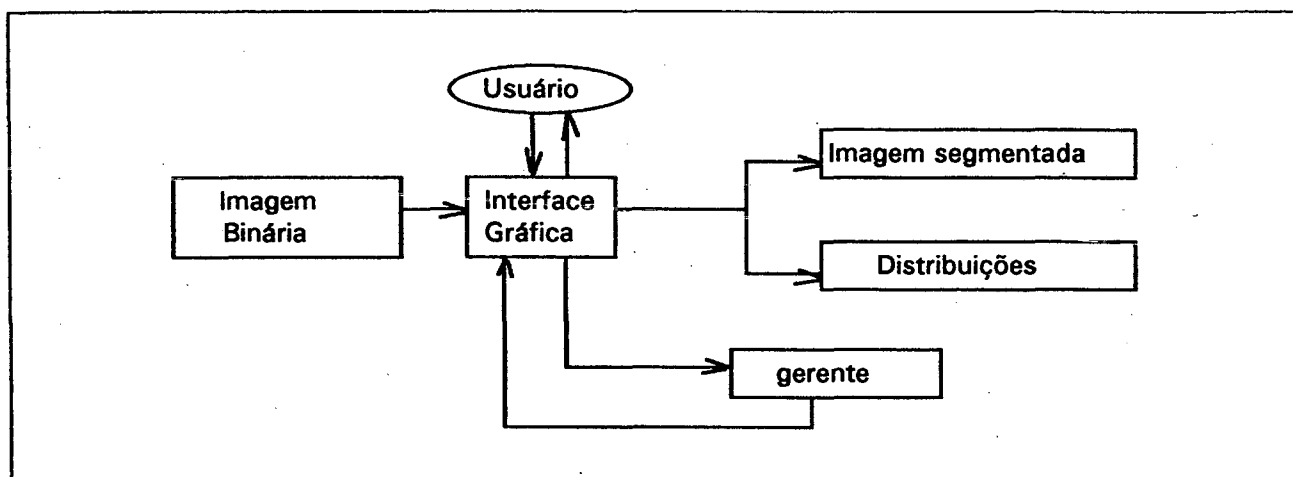 Usuário
Imagem
Binária
Interface
Gráfica
Imagem segmentada
Distribuições
gerente